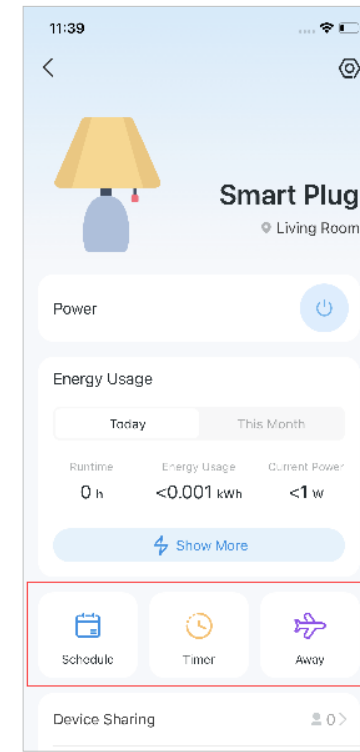 11:39
Smart Plug
Living Room
Power
Energy Usage
Today This Month
Runtime Energy Usage Current Power
0 h <0.001 kWh <1 W
Show More
Schedule Timer Away
Device Sharing 0